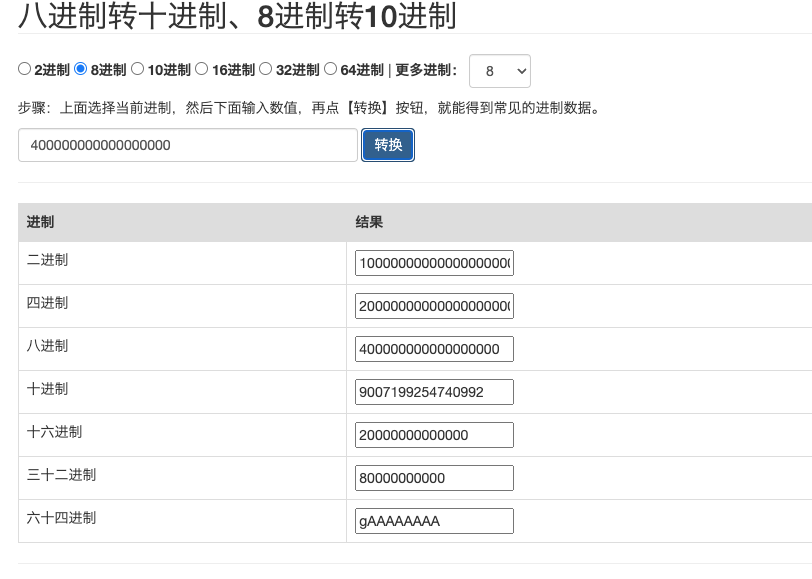 八进制转十进制、8进制转10进制
2进制 8进制 10进制 16进制 32进制 64进制 | 更多进制： 8
步骤：上面选择当前进制，然后下面输入数值，再点【转换】按钮，就能得到常见的进制数据。
400000000000000000 转换
进制 结果
二进制 1000000000000000000
四进制 2000000000000000000
八进制 400000000000000000
十进制 9007199254740992
十六进制 20000000000000
三十二进制 80000000000
六十四进制 gAAAAAAAA